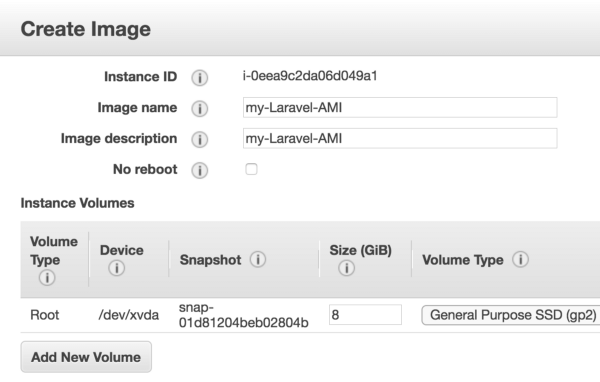 Create Image
Instance ID i i-0eea9c2da06d049a1
Image name i my-Laravel-AMI
Image description i my-Laravel-AMI
No reboot i
Instance Volumes
Volume Type i Device i Snapshot i Size (GiB) i Volume Type i
Root /dev/xvda snap-01d81204beb02804b 8 General Purpose SSD (gp2)
Add New Volume